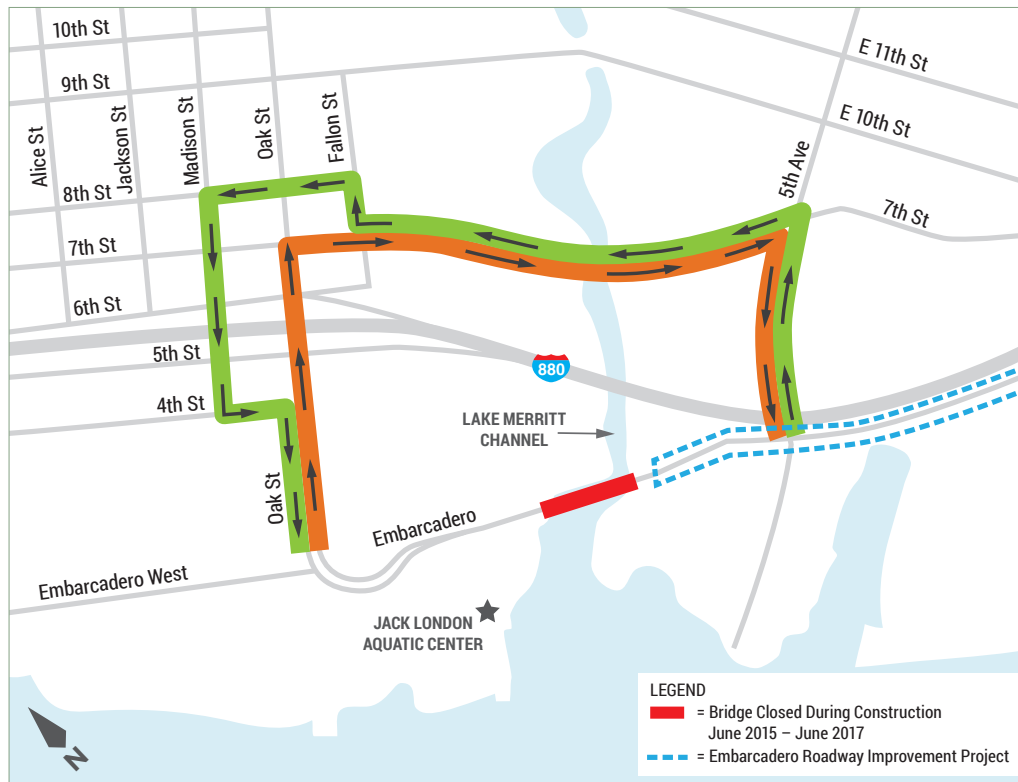 10th St
9th St
Alice St
Jackson St
Madison St
Oak St
Fallon St
8th St
7th St
6th St
5th St
4th St
E 11th St
E 10th St
5th Ave
7th St
880
LAKE MERRITT
CHANNEL
Oak St
Embarcadero
Embarcadero West
JACK LONDON
AQUATIC CENTER
N
LEGEND
= Bridge Closed During Construction
June 2015 – June 2017
= Embarcadero Roadway Improvement Project